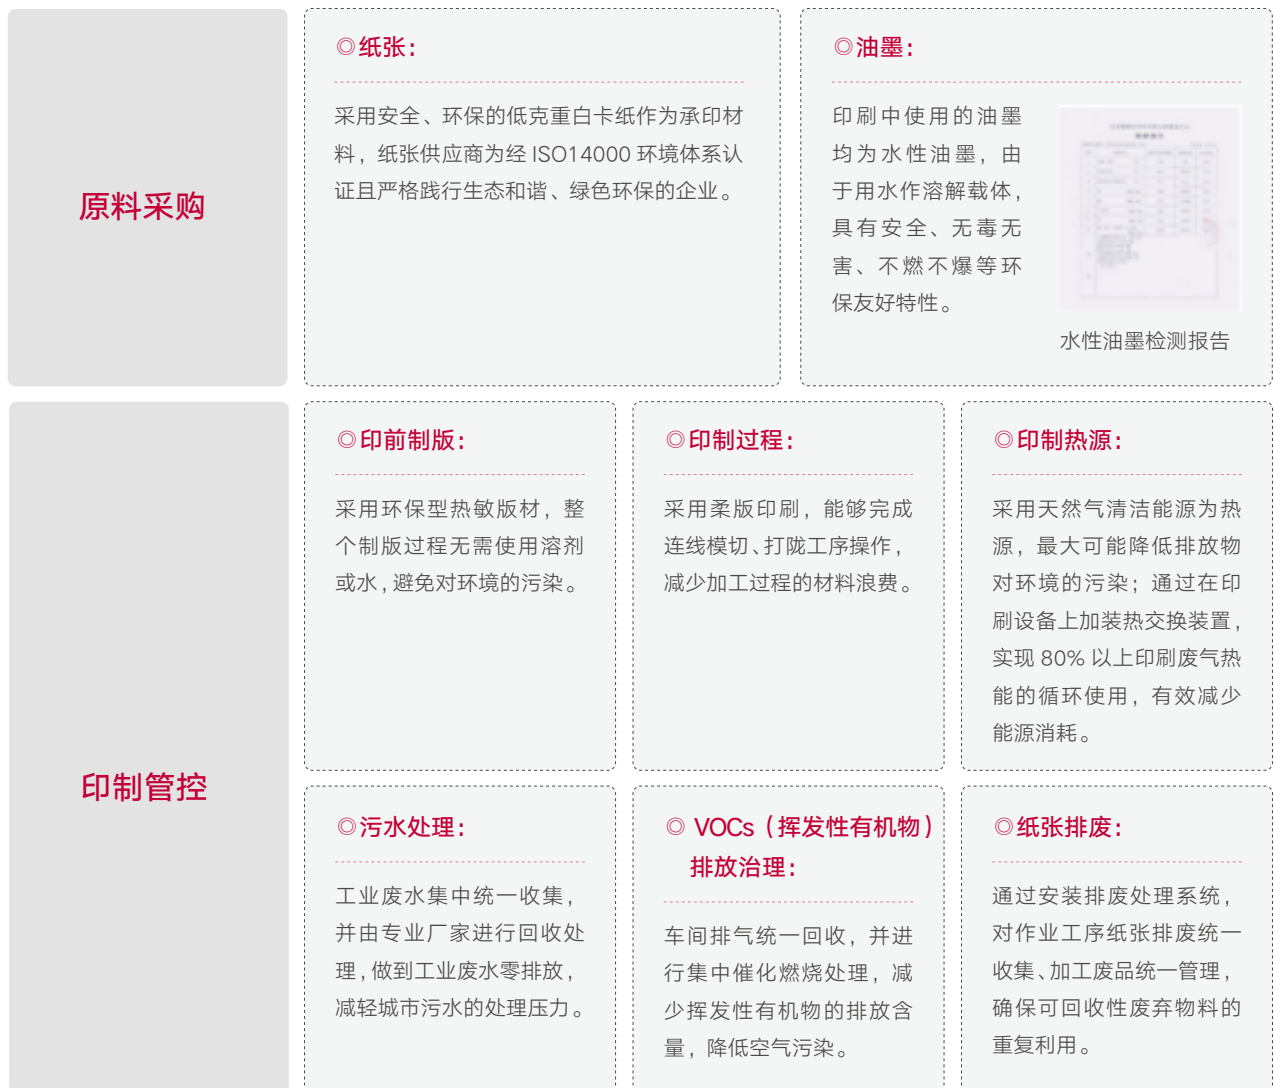 原料采购
◎纸张：
采用安全、环保的低克重白卡纸作为承印材
料，纸张供应商为经 ISO14000 环境体系认
证且严格践行生态和谐、绿色环保的企业。
◎油墨：
印刷中使用的油墨
均为水性油墨，由
于用水作溶解载体，
具有安全、无毒无
害、不燃不爆等环
保友好特性。
水性油墨检测报告
印制管控
◎印前制版：
采用环保型热敏版材，整
个制版过程无需使用溶剂
或水，避免对环境的污染。
◎印制过程：
采用柔版印刷，能够完成
连线模切、打陇工序操作，
减少加工过程的材料浪费。
◎印制热源：
采用天然气清洁能源为热
源，最大可能降低排放物
对环境的污染；通过在印
刷设备上加装热交换装置，
实现 80% 以上印刷废气热
能的循环使用，有效减少
能源消耗。
◎污水处理：
工业废水集中统一收集，
并由专业厂家进行回收处
理，做到工业废水零排放，
减轻城市污水的处理压力。
◎ VOCs（挥发性有机物）
排放治理：
车间排气统一回收，并进
行集中催化燃烧处理，减
少挥发性有机物的排放含
量，降低空气污染。
◎纸张排废：
通过安装排废处理系统，
对作业工序纸张排废统一
收集、加工废品统一管理，
确保可回收性废弃物料的
重复利用。